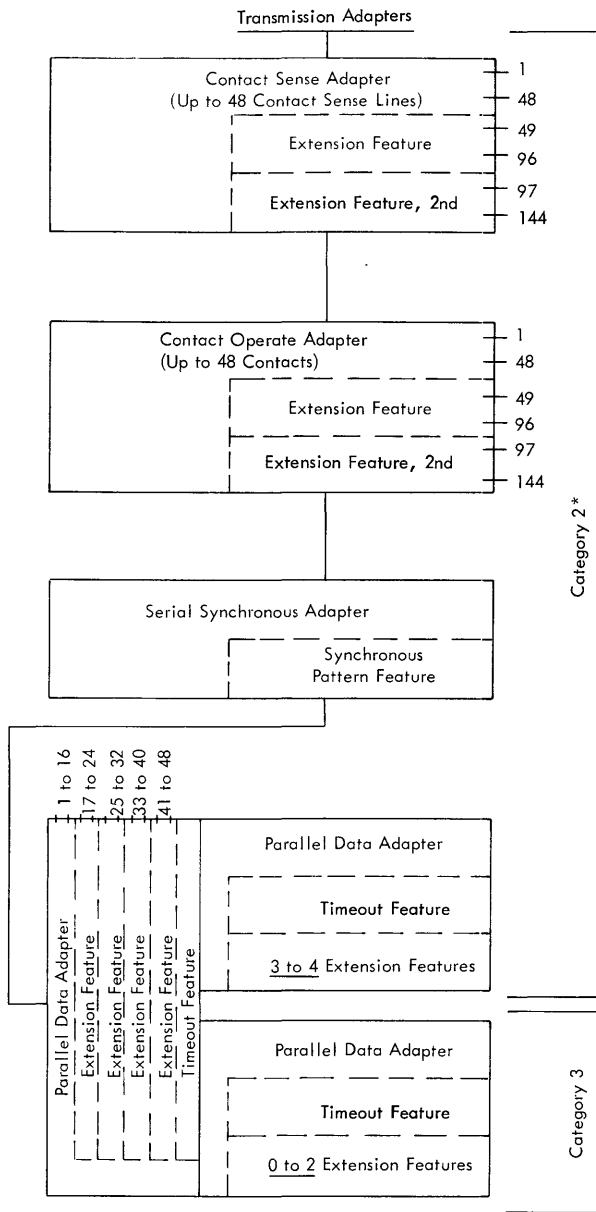 Transmission Adapters
Contact Sense Adapter
(Up to 48 Contact Sense Lines)
Extension Feature
Extension Feature, 2nd
1
48
49
96
97
144
Contact Operate Adapter
(Up to 48 Contacts)
Extension Feature
Extension Feature, 2nd
1
48
49
96
97
144
Category 2*
Serial Synchronous Adapter
Synchronous
Pattern Feature
1 to 16
17 to 24
25 to 32
33 to 40
41 to 48
Parallel Data Adapter
Extension Feature
Extension Feature
Extension Feature
Extension Feature
Timeout Feature
Parallel Data Adapter
Timeout Feature
3 to 4 Extension Features
Parallel Data Adapter
Timeout Feature
0 to 2 Extension Features
Category 3